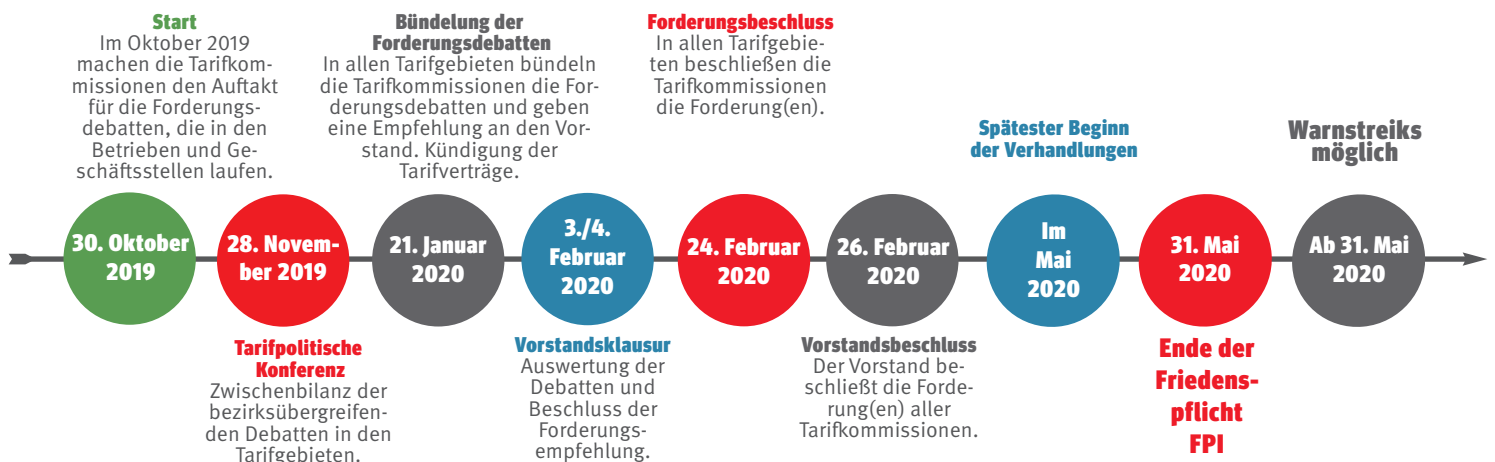 Start
Im Oktober 2019
machen die Tarifkom-
missionen den Auftakt
für die Forderungs-
debatten, die in den
Betrieben und Ge-
schäftsstellen laufen.
30. Oktober
2019
28. Novem-
ber 2019
Tarifpolitische
Konferenz
Zwischenbilanz der
bezirksübergreifen-
den Debatten in den
Tarifgebieten.
Bündelung der
Forderungsdebatten
In allen Tarifgebieten bündeln
die Tarifkommissionen die For-
derungsdebatten und geben
eine Empfehlung an den Vor-
stand. Kündigung der
Tarifverträge.
21. Januar
2020
3./4.
Februar
2020
Vorstandsklausur
Auswertung der
Debatten und
Beschluss der
Forderungs-
empfehlung.
Forderungsbeschluss
In allen Tarifgebie-
ten beschließen die
Tarifkommissionen
die Forderung(en).
24. Februar
2020
26. Februar
2020
Vorstandsbeschluss
Der Vorstand be-
schließt die Forde-
rung(en) aller
Tarifkommissionen.
Spätester Beginn
der Verhandlungen
Im
Mai
2020
31. Mai
2020
Ende der
Friedens-
pflicht
FPI
Warnstreiks
möglich
Ab 31. Mai
2020